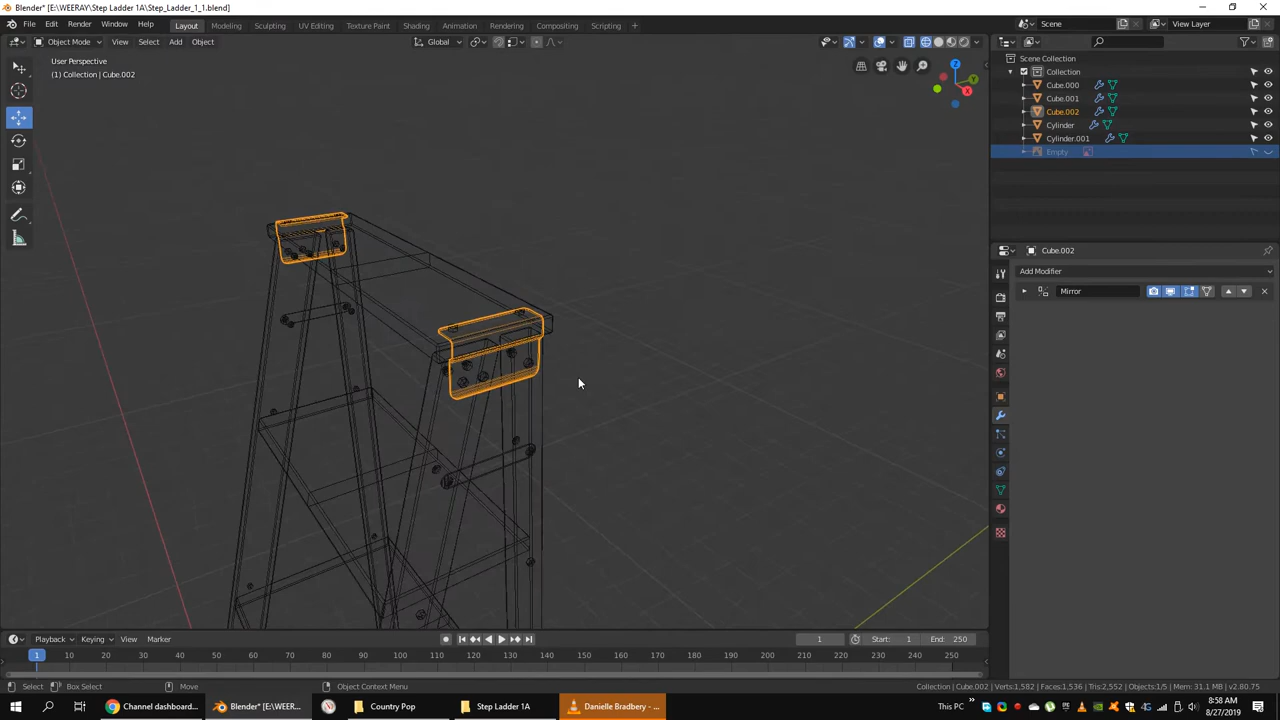 Blender* [E:\WEERAY\Step Ladder 1A\Step_Ladder_1_1.blend]
File Edit Render Window Help Layout Modeling Sculpting UV Editing Texture Paint Shading Animation Rendering Compositing Scripting + Scene View Layer
Object Mode View Select Add Object Global
User Perspective
(1) Collection | Cube.002
Z
Y
X
Scene Collection
Collection
Cube.000
Cube.001
Cube.002
Cylinder
Cylinder.001
Empty
Cube.002
Add Modifier
Mirror
Playback Keying View Marker 1 Start: 1 End: 250
1 10 20 30 40 50 60 70 80 90 100 110 120 130 140 150 160 170 180 190 200 210 220 230 240 250
Select Box Select Move Object Context Menu Collection | Cube.002 | Verts:1,582 | Faces:1,536 | Tris:2,552 | Objects:1/5 | Mem: 31.1 MB | v2.80.75
Channel dashboard... Blender* [E:\WEERA... Country Pop Step Ladder 1A Danielle Bradbery - ... This PC 8:58 AM
8/27/2019